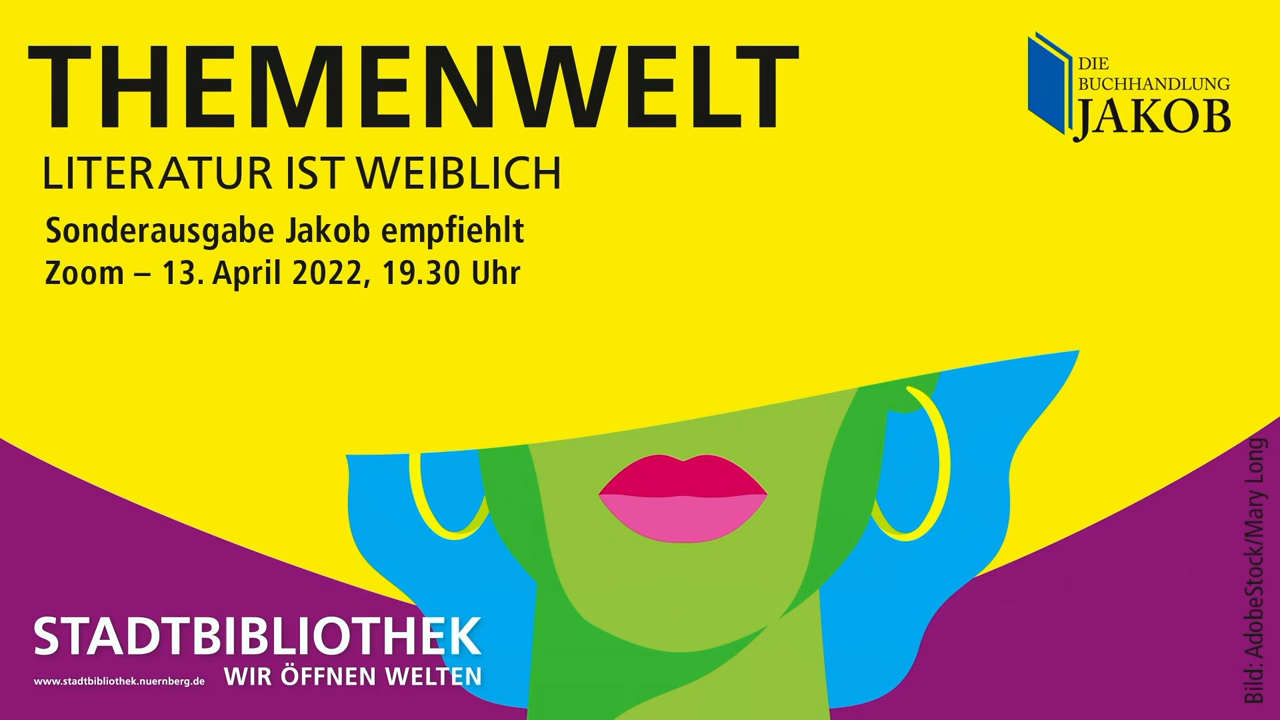 THEMENWELT
LITERATUR IST WEIBLICH
Sonderausgabe Jakob empfiehlt
Zoom – 13. April 2022, 19.30 Uhr
DIE
BUCHHANDLUNG
JAKOB
STADTBIBLIOTHEK
www.stadtbibliothek.nuernberg.de WIR ÖFFNEN WELTEN
Bild: AdobeStock/Mary Long